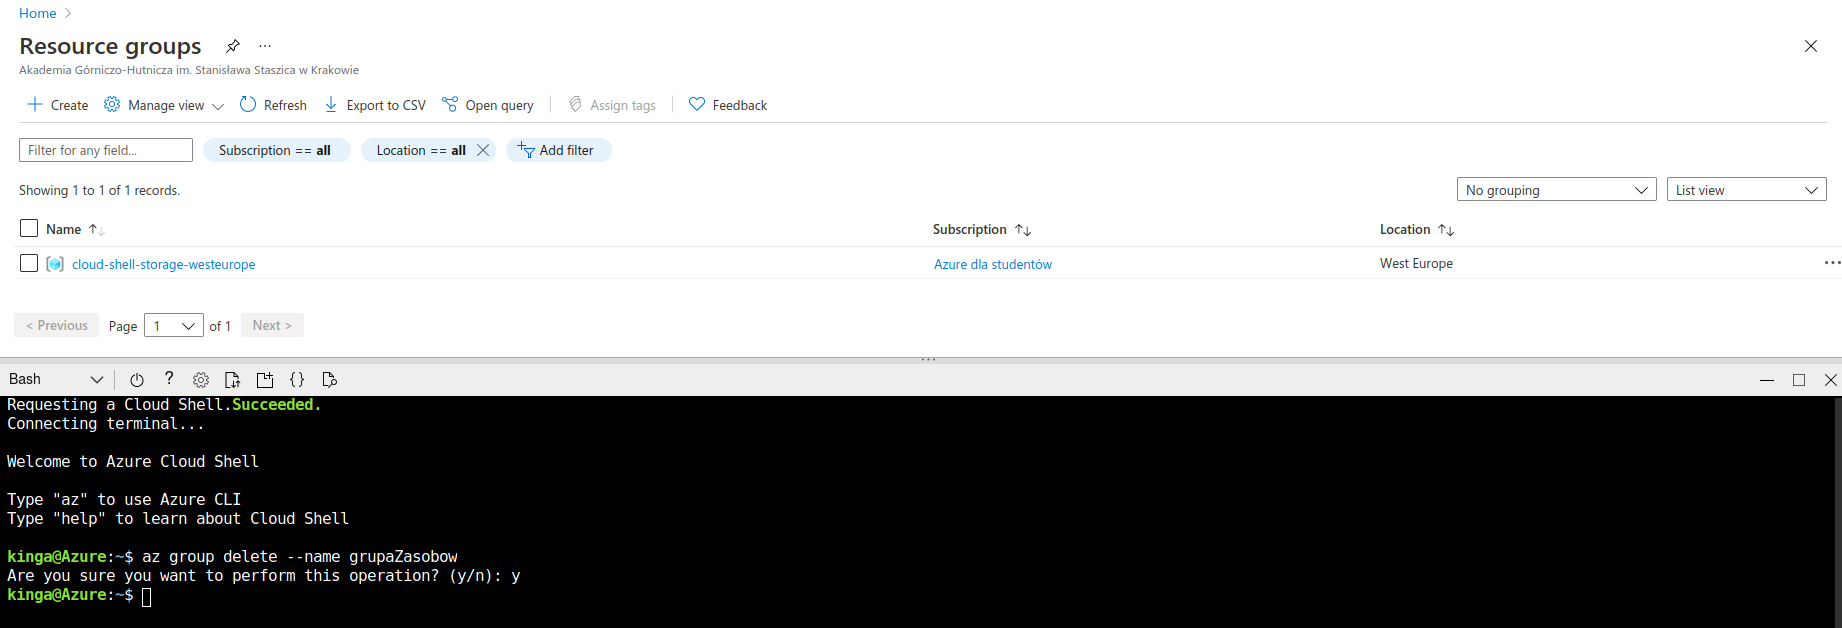 Home >
Resource groups ...
Akademia Górniczo-Hutnicza im. Stanisława Staszica w Krakowie
Create Manage view Refresh Export to CSV Open query Assign tags Feedback
Filter for any field... Subscription == all Location == all Add filter
Showing 1 to 1 of 1 records. No grouping List view
Name Subscription Location
cloud-shell-storage-westeurope Azure dla studentów West Europe ...
< Previous Page 1 of 1 Next >
Bash ? {}
Requesting a Cloud Shell.Succeeded.
Connecting terminal...
Welcome to Azure Cloud Shell
Type "az" to use Azure CLI
Type "help" to learn about Cloud Shell
kinga@Azure:~$ az group delete --name grupaZasobow
Are you sure you want to perform this operation? (y/n): y
kinga@Azure:~$